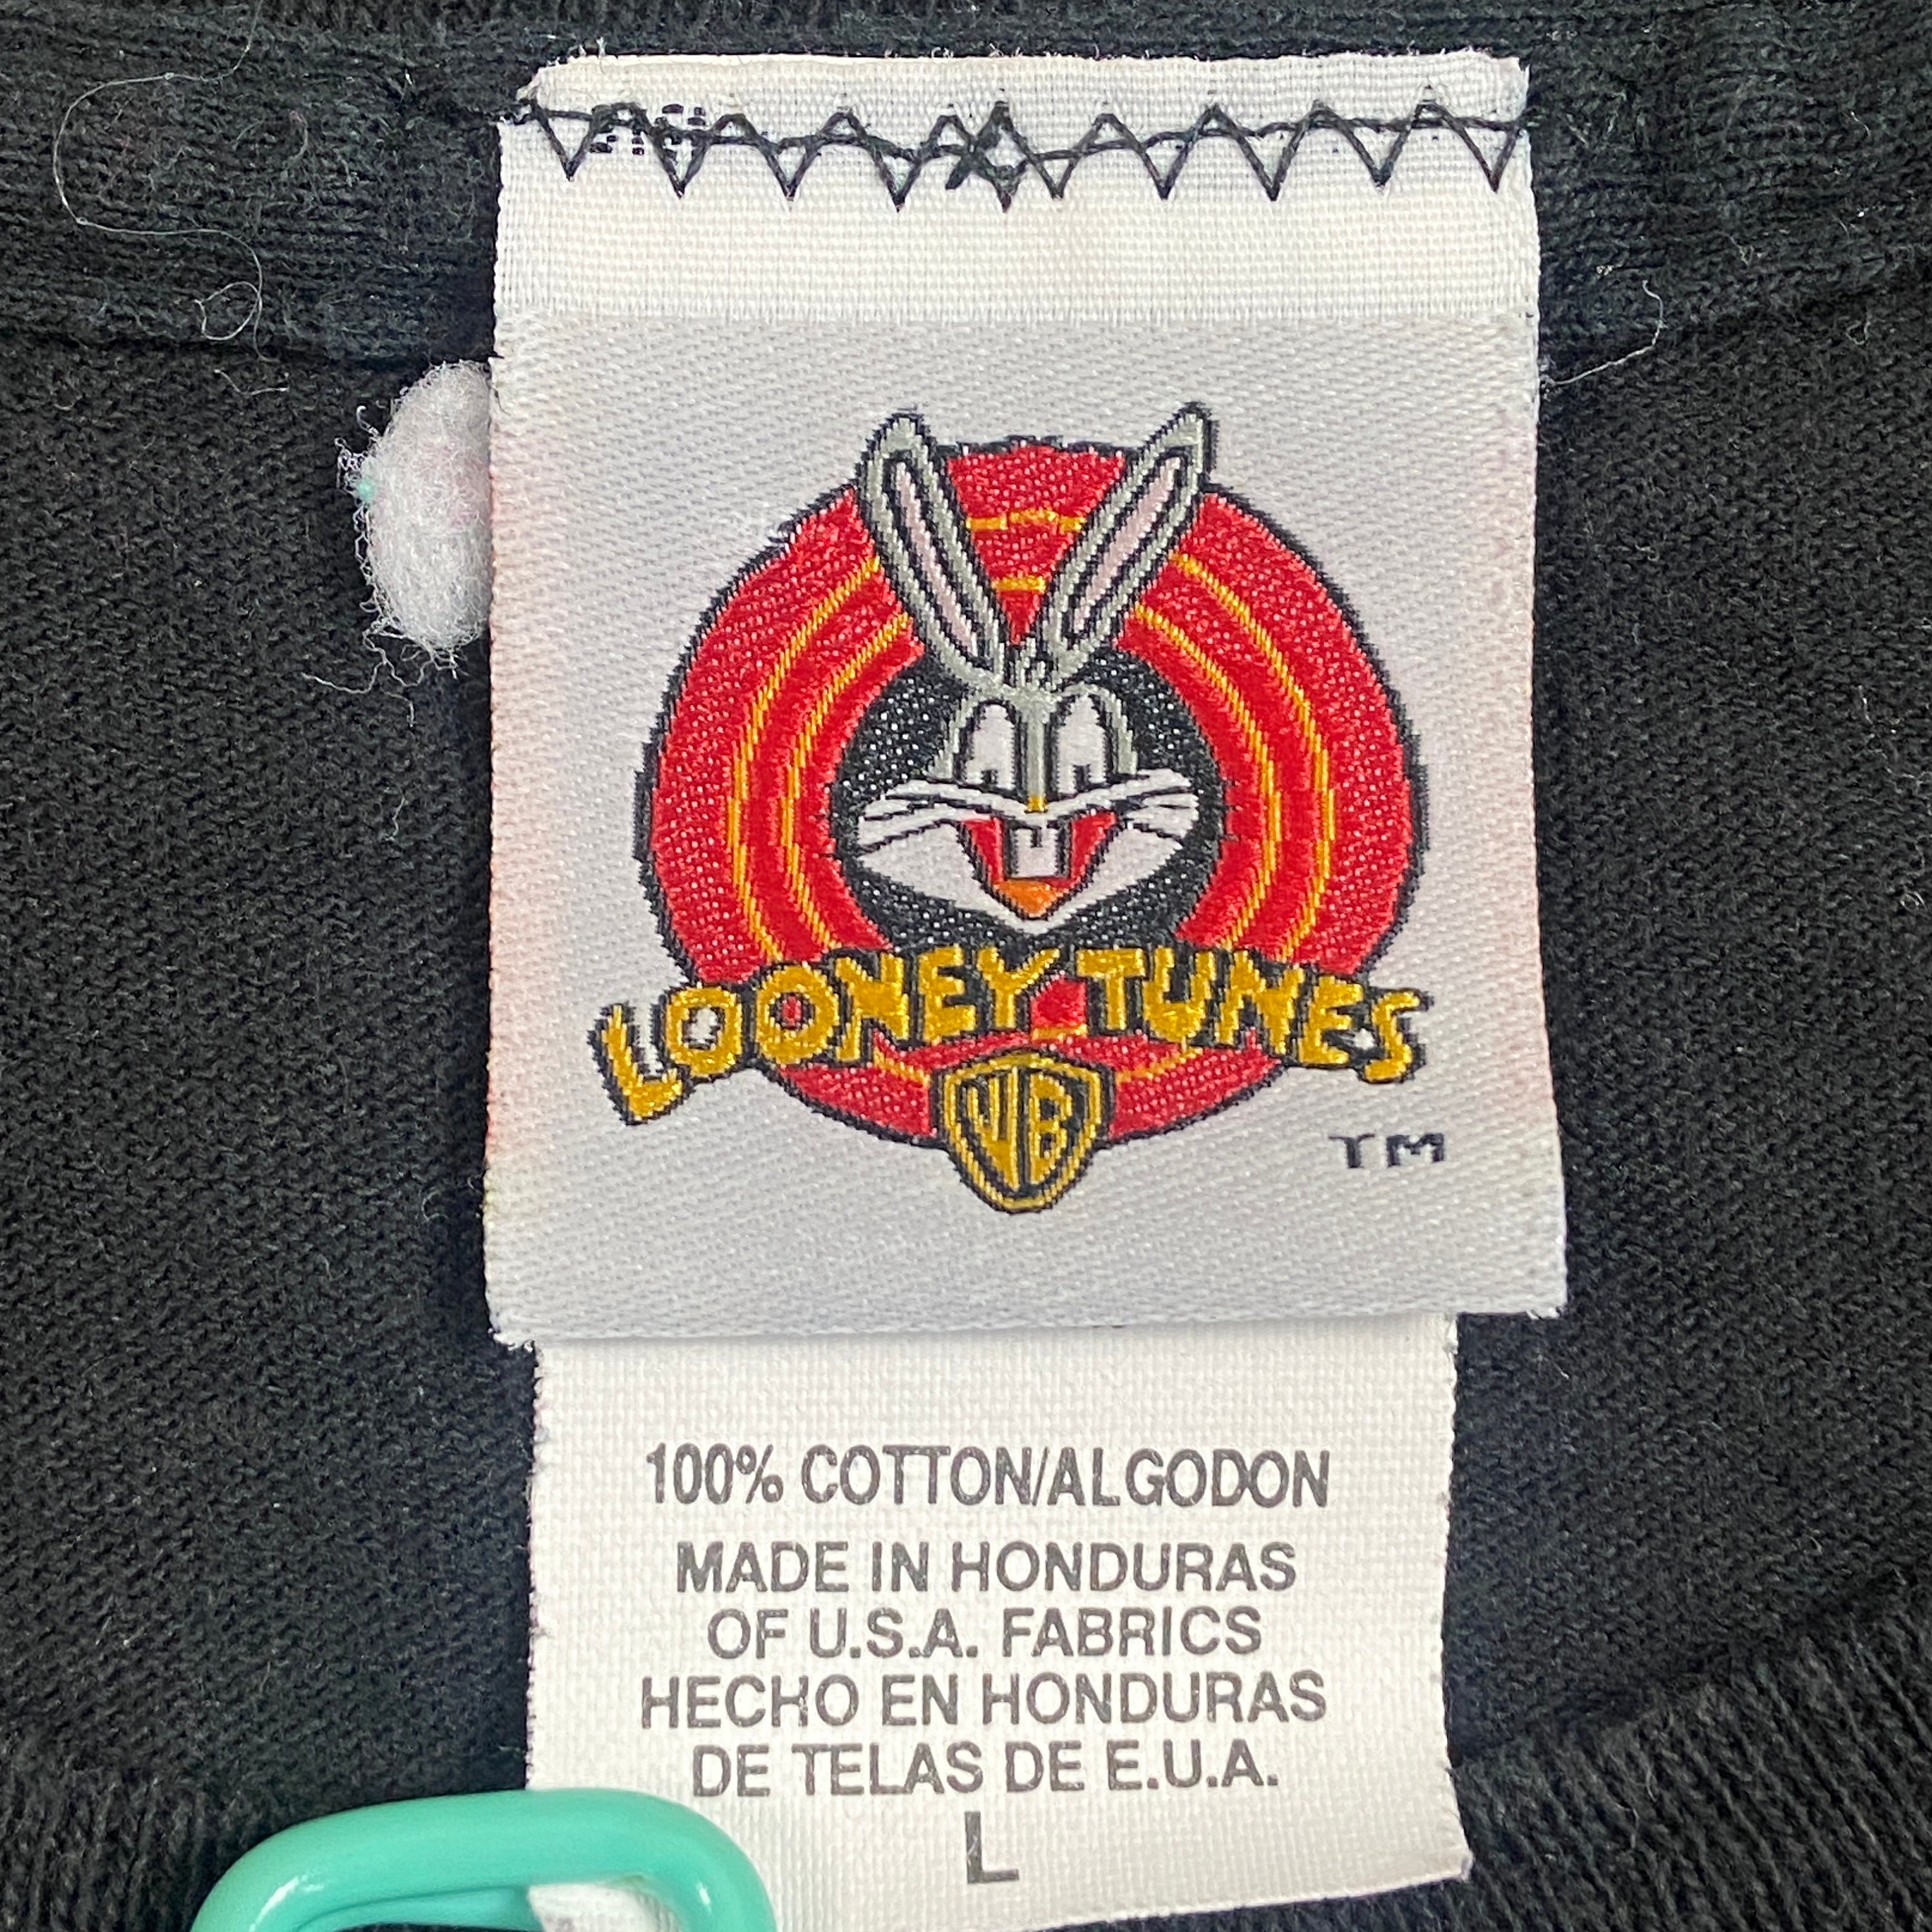 LOONEY TUNES
WB
TM
100% COTTON/ALGODON
MADE IN HONDURAS
OF U.S.A. FABRICS
HECHO EN HONDURAS
DE TELAS DE E.U.A.
L